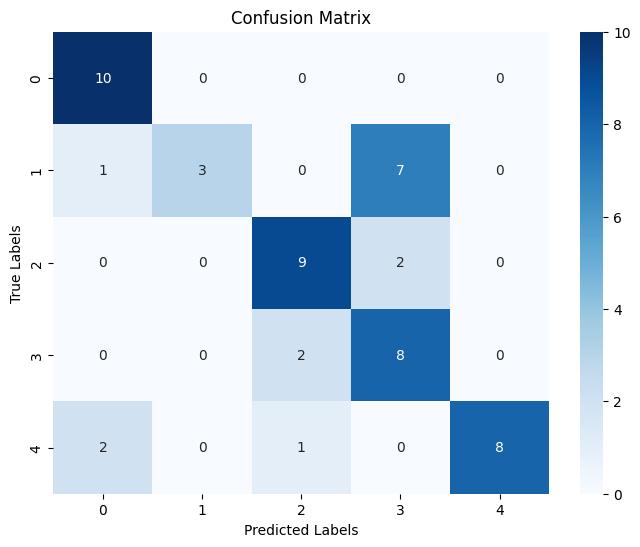 Confusion Matrix
True Labels
0 10 0 0 0 0
1 1 3 0 7 0
2 0 0 9 2 0
3 0 0 2 8 0
4 2 0 1 0 8
0 1 2 3 4
Predicted Labels
10
8
6
4
2
0